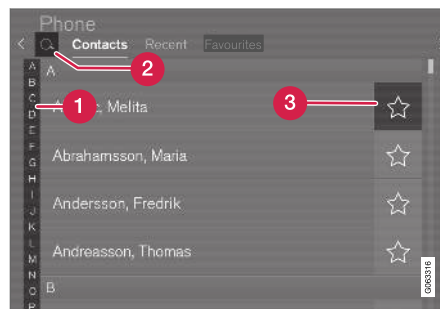 Phone
Contacts Recent Favourites
2
A
B
C
D
E
F
G
H
I
J
K
L
M
N
O
P
A
1
Melita
3
Abrahamsson, Maria
Andersson, Fredrik
Andreasson, Thomas
B
G063316